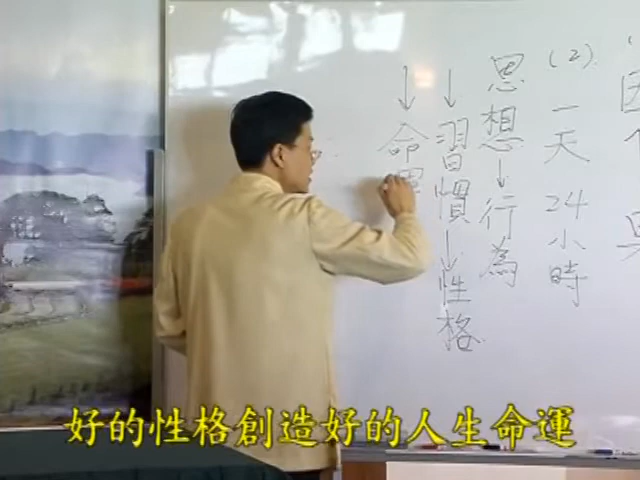 (2)
一天24小時
思想→行為
→習慣→性格
→命
好的性格創造好的人生命運